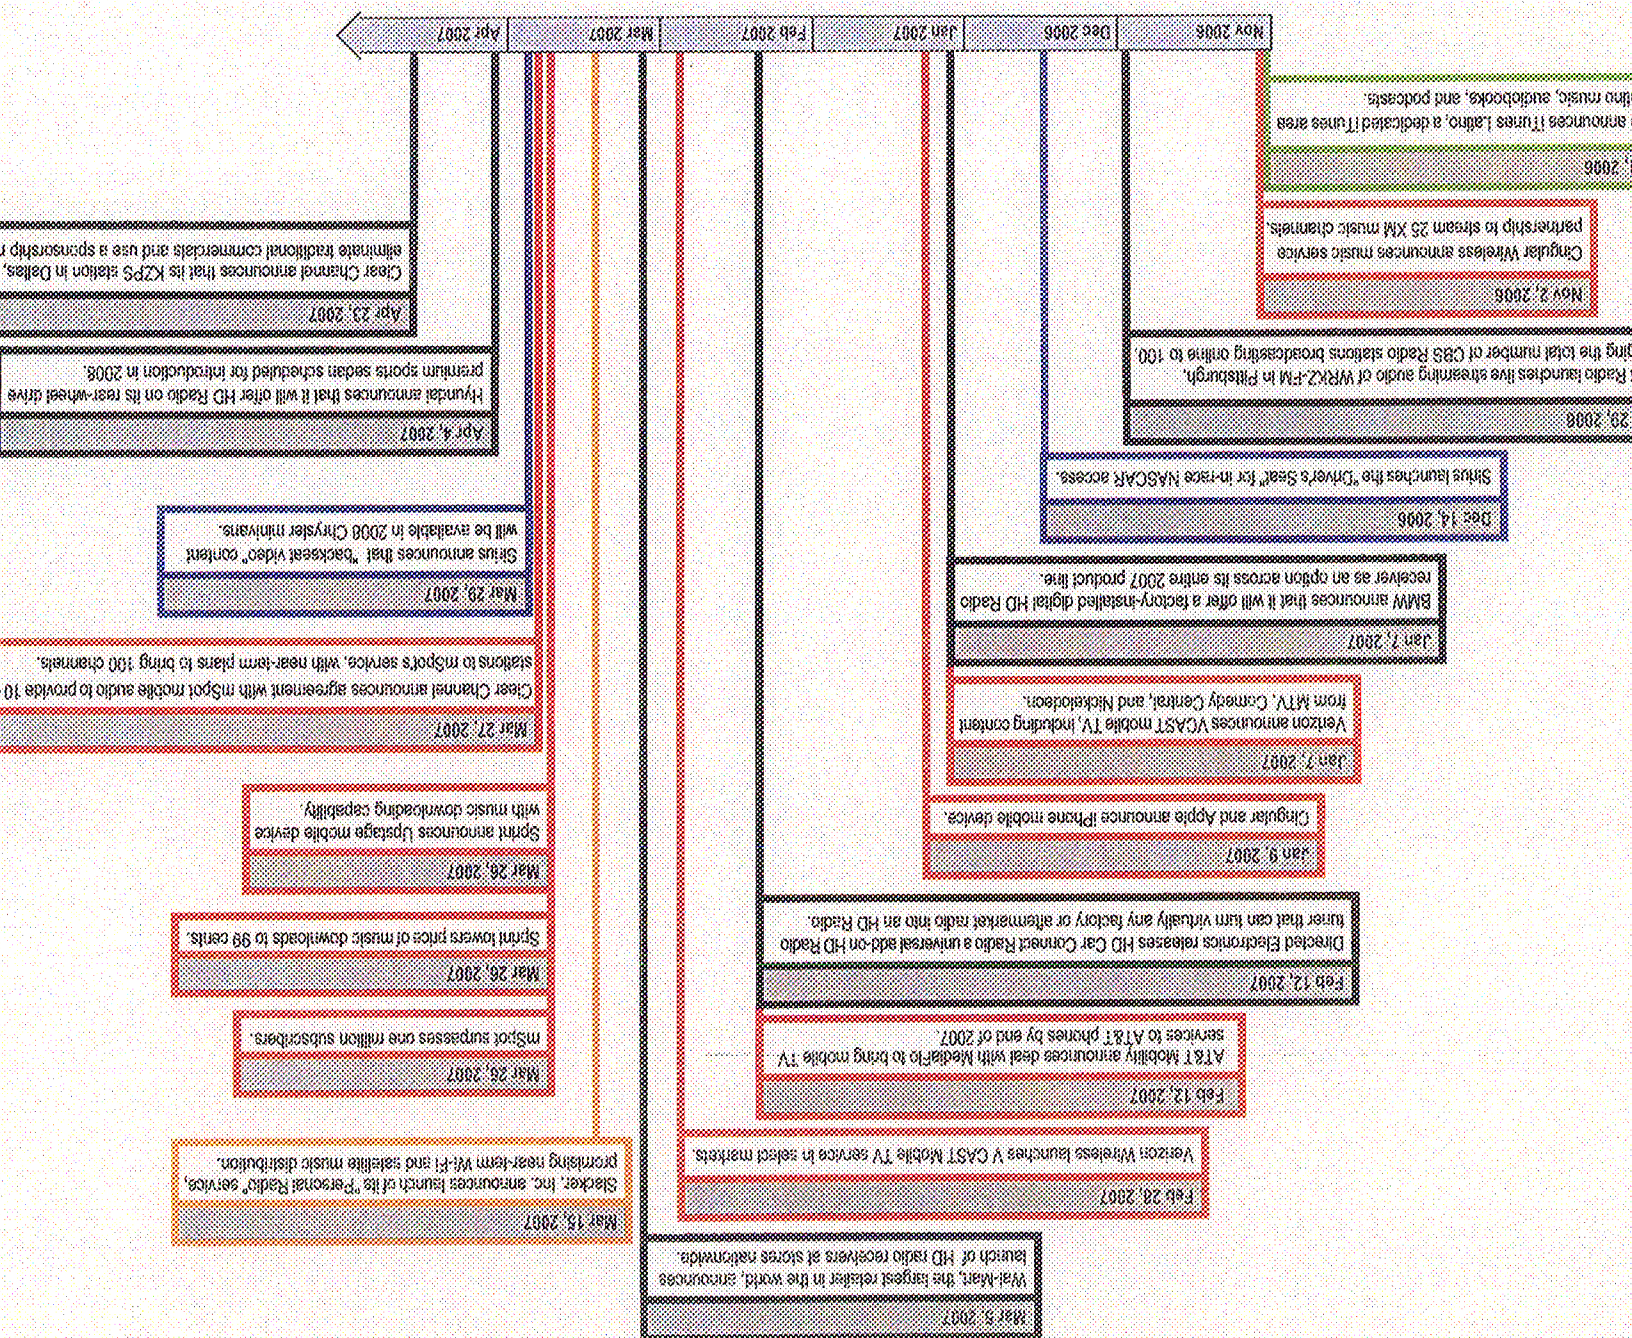 Mar 5, 2007
Wal-Mart, the largest retailer in the world, announces
launch of HD radio receivers at stores nationwide.
Feb 28, 2007
Verizon Wireless launches V CAST Mobile TV service in select markets.
Feb 12, 2007
AT&T Mobility announces deal with MediaFlo to bring mobile TV
services to AT&T phones by end of 2007.
Feb 12, 2007
Directed Electronics releases HD Car Connect Radio a universal add-on HD Radio
tuner that can turn virtually any factory or aftermarket radio into an HD Radio.
Jan 9, 2007
Cingular and Apple announce iPhone mobile device.
Jan 7, 2007
Verizon announces VCAST mobile TV, including content
from MTV, Comedy Central, and Nickelodeon.
Jan 7, 2007
BMW announces that it will offer a factory-installed digital HD Radio
receiver as an option across its entire 2007 product line.
Dec 14, 2006
Sirius launches the "Driver's Seat" for in-race NASCAR access.
29, 2006
Radio launches live streaming audio of WRKZ-FM in Pittsburgh,
the total number of CBS Radio stations broadcasting online to 100.
Nov 2, 2006
Cingular Wireless announces music service
partnership to stream 25 XM music channels.
2006
announces iTunes Latino, a dedicated iTunes area
music, audiobooks, and podcasts.
Mar 15, 2007
Slacker, Inc. announces launch of its "Personal Radio" service,
promising near-term Wi-Fi and satellite music distribution.
Mar 26, 2007
mSpot surpasses one million subscribers.
Mar 26, 2007
Sprint lowers price of music downloads to 99 cents.
Mar 26, 2007
Sprint announces Upstage mobile device
with music downloading capability
Mar 27, 2007
Clear Channel announces agreement with mSpot mobile audio to provide 10
stations to mSpot's service, with near-term plans to bring 100 channels.
Mar 29, 2007
Sirius announces that "backseat video" content
will be available in 2008 Chrysler minivans.
Apr 4, 2007
Hyundai announces that it will offer HD Radio on its rear-wheel drive
premium sports sedan scheduled for introduction in 2008.
Apr 23, 2007
Clear Channel announces that its KZPS station in Dallas,
eliminate traditional commercials and use a sponsorship
Nov 2006 Dec 2006 Jan 2007 Feb 2007 Mar 2007 Apr 2007